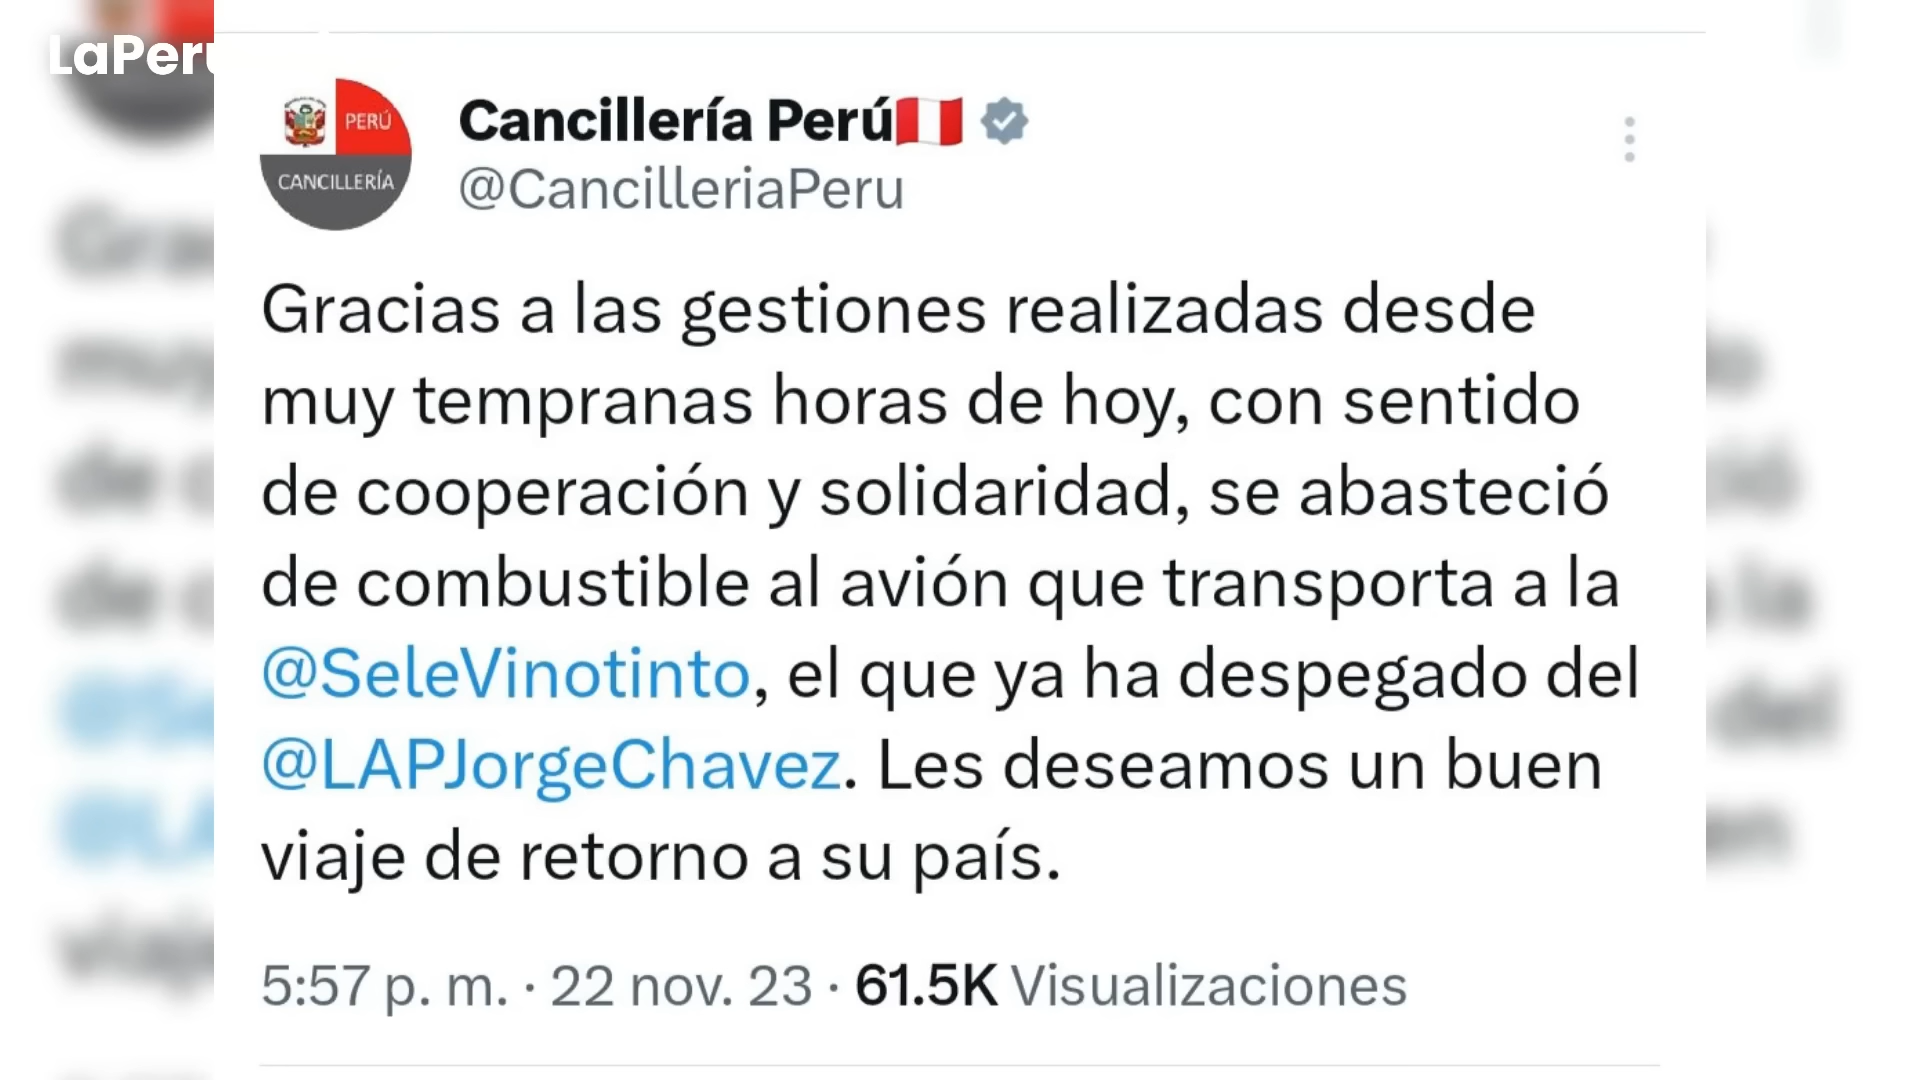 LaPeru
PERÚ
CANCILLERÍA
Cancillería Perú
@CancilleriaPeru
Gracias a las gestiones realizadas desde
muy tempranas horas de hoy, con sentido
de cooperación y solidaridad, se abasteció
de combustible al avión que transporta a la
@SeleVinotinto, el que ya ha despegado del
@LAPJorgeChavez. Les deseamos un buen
viaje de retorno a su país.
5:57 p. m. · 22 nov. 23 · 61.5K Visualizaciones